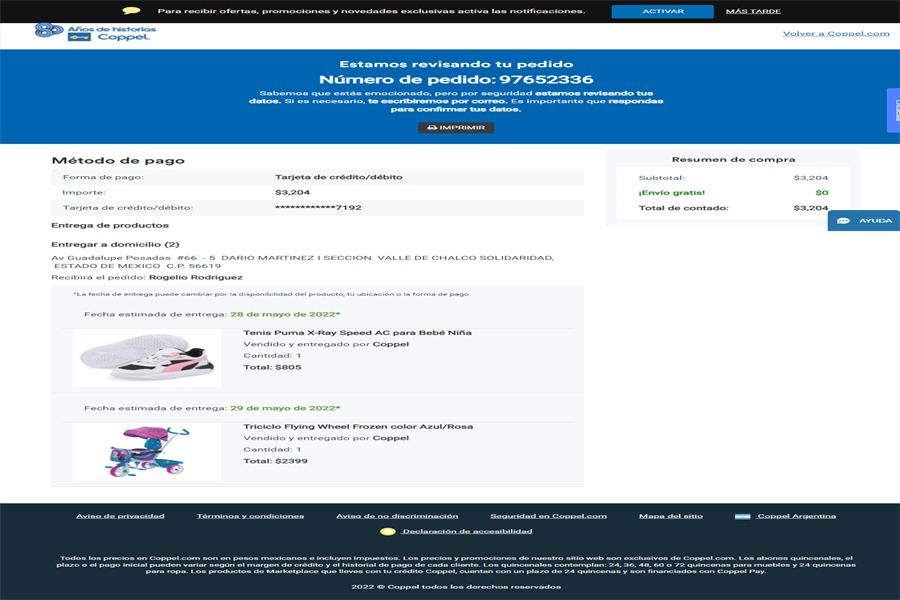 Para recibir ofertas, promociones y novedades exclusivas activa las notificaciones.
ACTIVAR
MÁS TARDE
Años de historias
Coppel.
Volver a Coppel.com
Estamos revisando tu pedido
Número de pedido: 97652336
Sabemos que estás emocionado, pero por seguridad estamos revisando tus
datos. Si es necesario, te escribiremos por correo. Es importante que respondas
para confirmar tus datos.
IMPRIMIR
Método de pago
Forma de pago: Tarjeta de crédito/débito
Importe: $3,204
Tarjeta de crédito/débito: ************7192
Resumen de compra
Subtotal: $3,204
¡Envío gratis! $0
Total de contado: $3,204
AYUDA
Entrega de productos
Entregar a domicilio (2)
Av Guadalupe Posadas #66 - 5 DARIO MARTINEZ I SECCION VALLE DE CHALCO SOLIDARIDAD,
ESTADO DE MEXICO C.P. 56619
Recibirá el pedido: Rogelio Rodriguez
*La fecha de entrega puede cambiar por la disponibilidad del producto, tu ubicación o la forma de pago.
Fecha estimada de entrega: 28 de mayo de 2022*
Tenis Puma X-Ray Speed AC para Bebé Niña
Vendido y entregado por Coppel
Cantidad: 1
Total: $805
Fecha estimada de entrega: 29 de mayo de 2022*
Triciclo Flying Wheel Frozen color Azul/Rosa
Vendido y entregado por Coppel
Cantidad: 1
Total: $2399
Aviso de privacidad
Términos y condiciones
Aviso de no discriminación
Seguridad en Coppel.com
Mapa del sitio
Coppel Argentina
Declaración de accesibilidad
Todos los precios en Coppel.com son en pesos mexicanos e incluyen impuestos. Los precios y promociones de nuestro sitio web son exclusivos de Coppel.com. Los abonos quincenales, el
plazo o el pago inicial pueden variar según el margen de crédito y el historial de pago de cada cliente. Los quincenales contemplan: 24, 36, 48, 60 o 72 quincenas para muebles y 24 quincenas
para ropa. Los productos de Marketplace que lleves con tu crédito Coppel, cuentan con un plazo de 24 quincenas y son financiados con Coppel Pay.
2022 © Coppel todos los derechos reservados